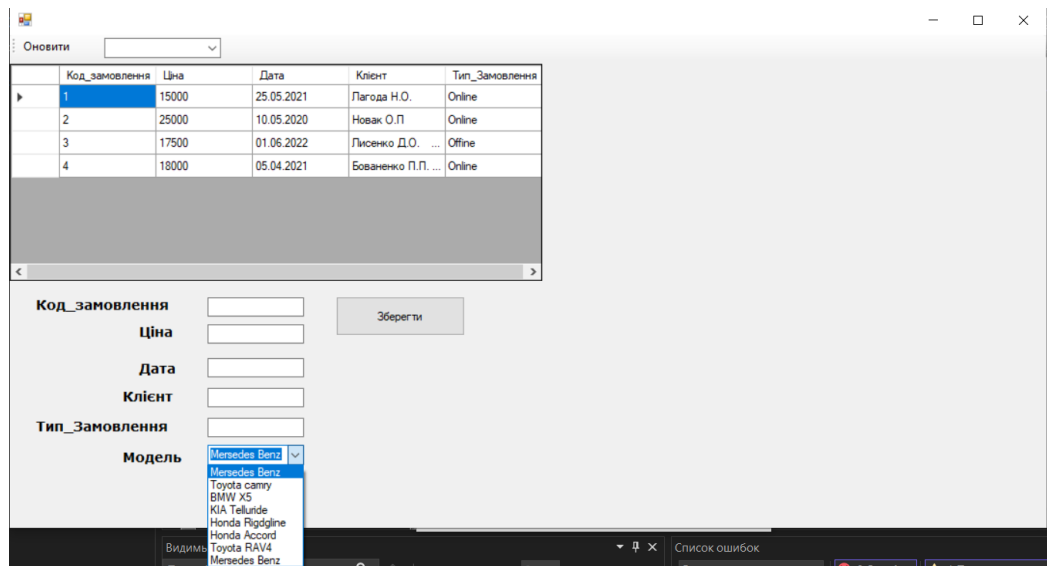 Оновити
Код_замовлення Ціна Дата Клієнт Тип_Замовлення
1 15000 25.05.2021 Лагода Н.О. Online
2 25000 10.05.2020 Новак О.П Online
3 17500 01.06.2022 Лисенко Д.О. ... Offine
4 18000 05.04.2021 Бованенко П.П. ... Online
Код_замовлення
Зберегти
Ціна
Дата
Клієнт
Тип_Замовлення
Модель Mersedes Benz
Mersedes Benz
Toyota camry
BMW X5
KIA Telluride
Honda Rigdgline
Honda Accord
Toyota RAV4
Mersedes Benz
Список ошибок